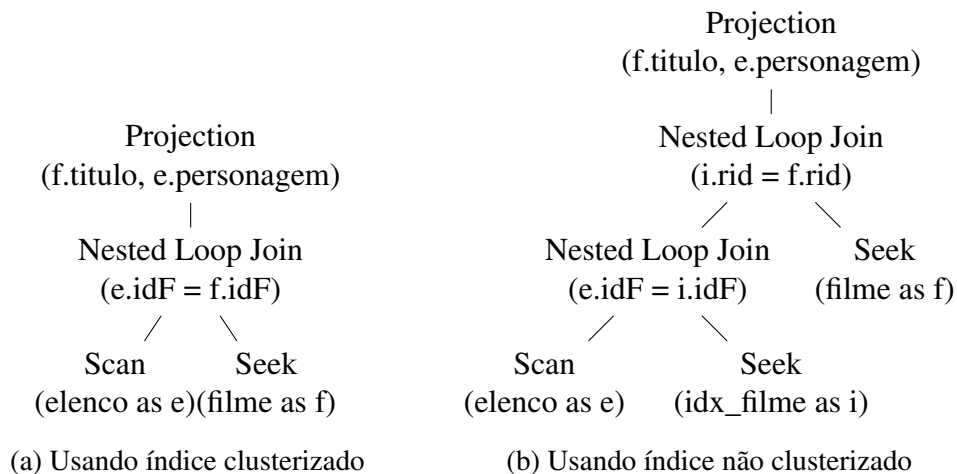 Projection
(f.titulo, e.personagem)
Nested Loop Join
(e.idF = f.idF)
Scan
(elenco as e)
Seek
(filme as f)
(a) Usando índice clusterizado
Projection
(f.titulo, e.personagem)
Nested Loop Join
(i.rid = f.rid)
Nested Loop Join
(e.idF = i.idF)
Seek
(filme as f)
Scan
(elenco as e)
Seek
(idx_filme as i)
(b) Usando índice não clusterizado